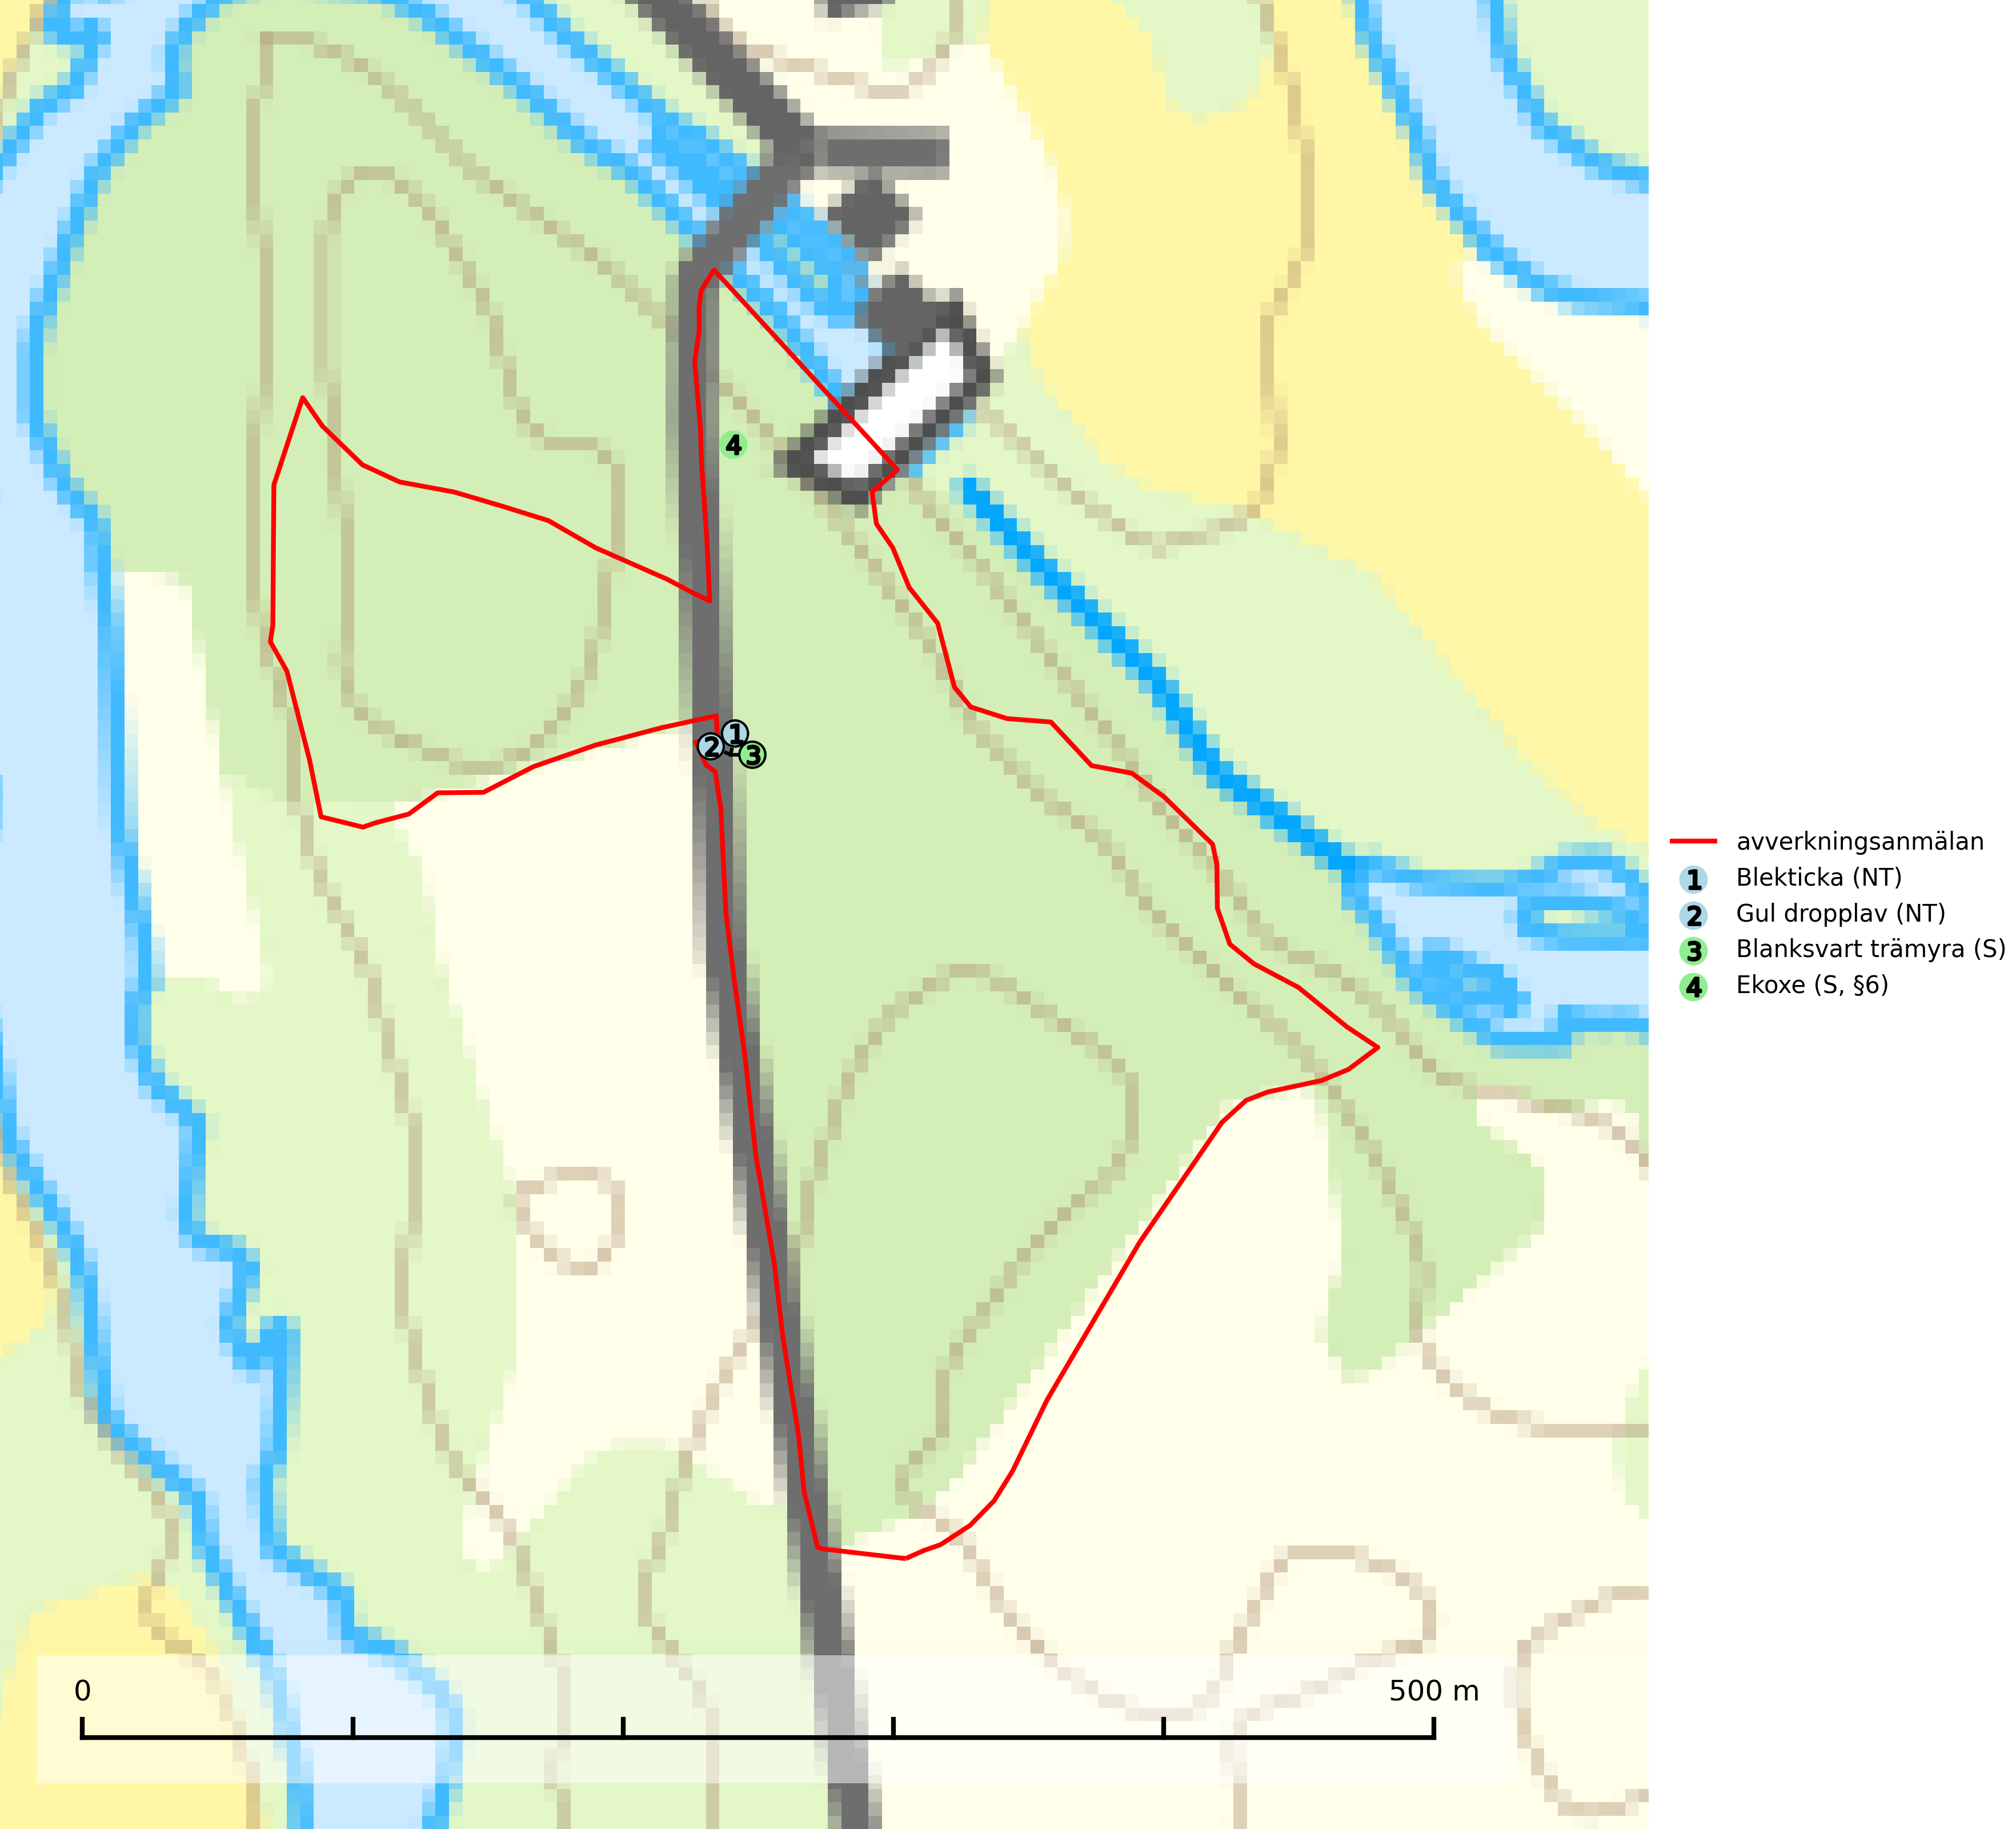 4
1
2
3
avverkningsanmälan
1 Blekticka (NT)
2 Gul dropplav (NT)
3 Blanksvart trämyra (S)
4 Ekoxe (S, §6)
0 500 m